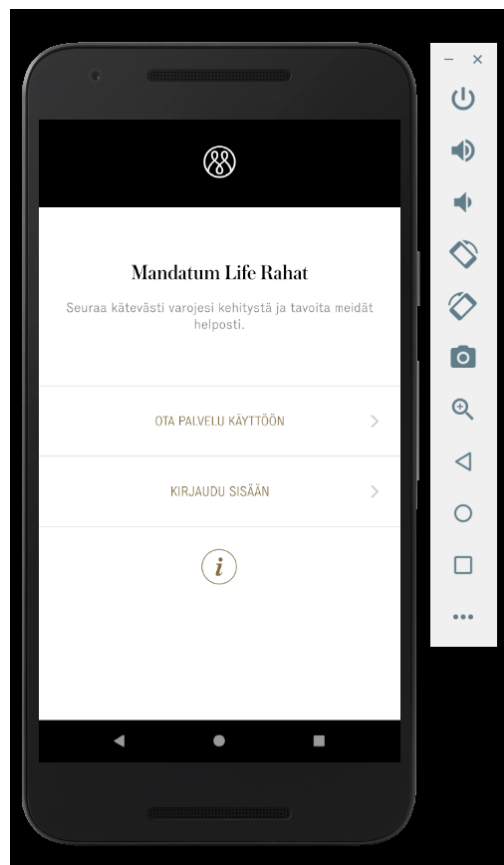 Mandatum Life Rahat
Seuraa kätevästi varojesi kehitystä ja tavoita meidät
helposti.
OTA PALVELU KÄYTTÖÖN
KIRJAUDU SISÄÄN
i